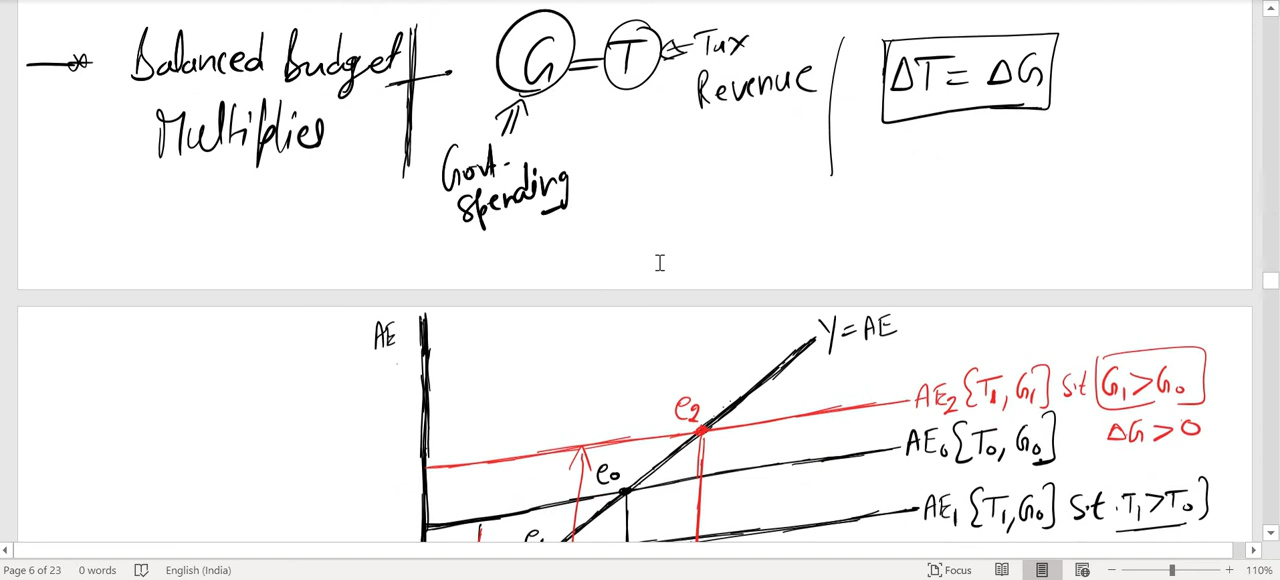 Balanced Budget
Multiplier
G = T ⇐ Tax
Revenue
ΔT = ΔG
Govt.
Spending
AE
Y = AE
e2
AE2{T1, G1] s.t G1>G0
ΔG > 0
AE0{T0, G0]
e0
AE1{T1, G0] s.t. T1>T0}
Page 6 of 23
0 words
English (India)
Focus
110%